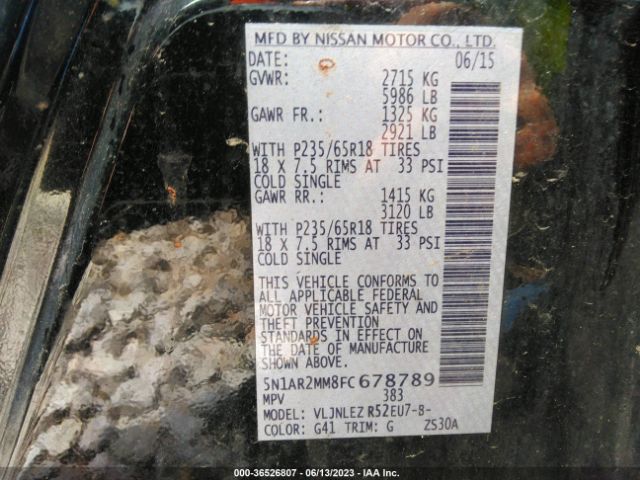 MFD BY NISSAN MOTOR CO., LTD.
DATE: 06/15
GVWR: 2715 KG
5986 LB
GAWR FR.: 1325 KG
2921 LB
WITH P235/65R18 TIRES
18 X 7.5 RIMS AT 33 PSI
COLD SINGLE
GAWR RR.: 1415 KG
3120 LB
WITH P235/65R18 TIRES
18 X 7.5 RIMS AT 33 PSI
COLD SINGLE
THIS VEHICLE CONFORMS TO
ALL APPLICABLE FEDERAL
MOTOR VEHICLE SAFETY AND
THEFT PREVENTION
STANDARDS IN EFFECT ON
THE DATE OF MANUFACTURE
SHOWN ABOVE.
5N1AR2MM8FC678789
MPV 383
MODEL: VLJNLEZ R52EU7-8-
COLOR: G41 TRIM: G ZS30A
000-36526807 - 06/13/2023 - IAA Inc.